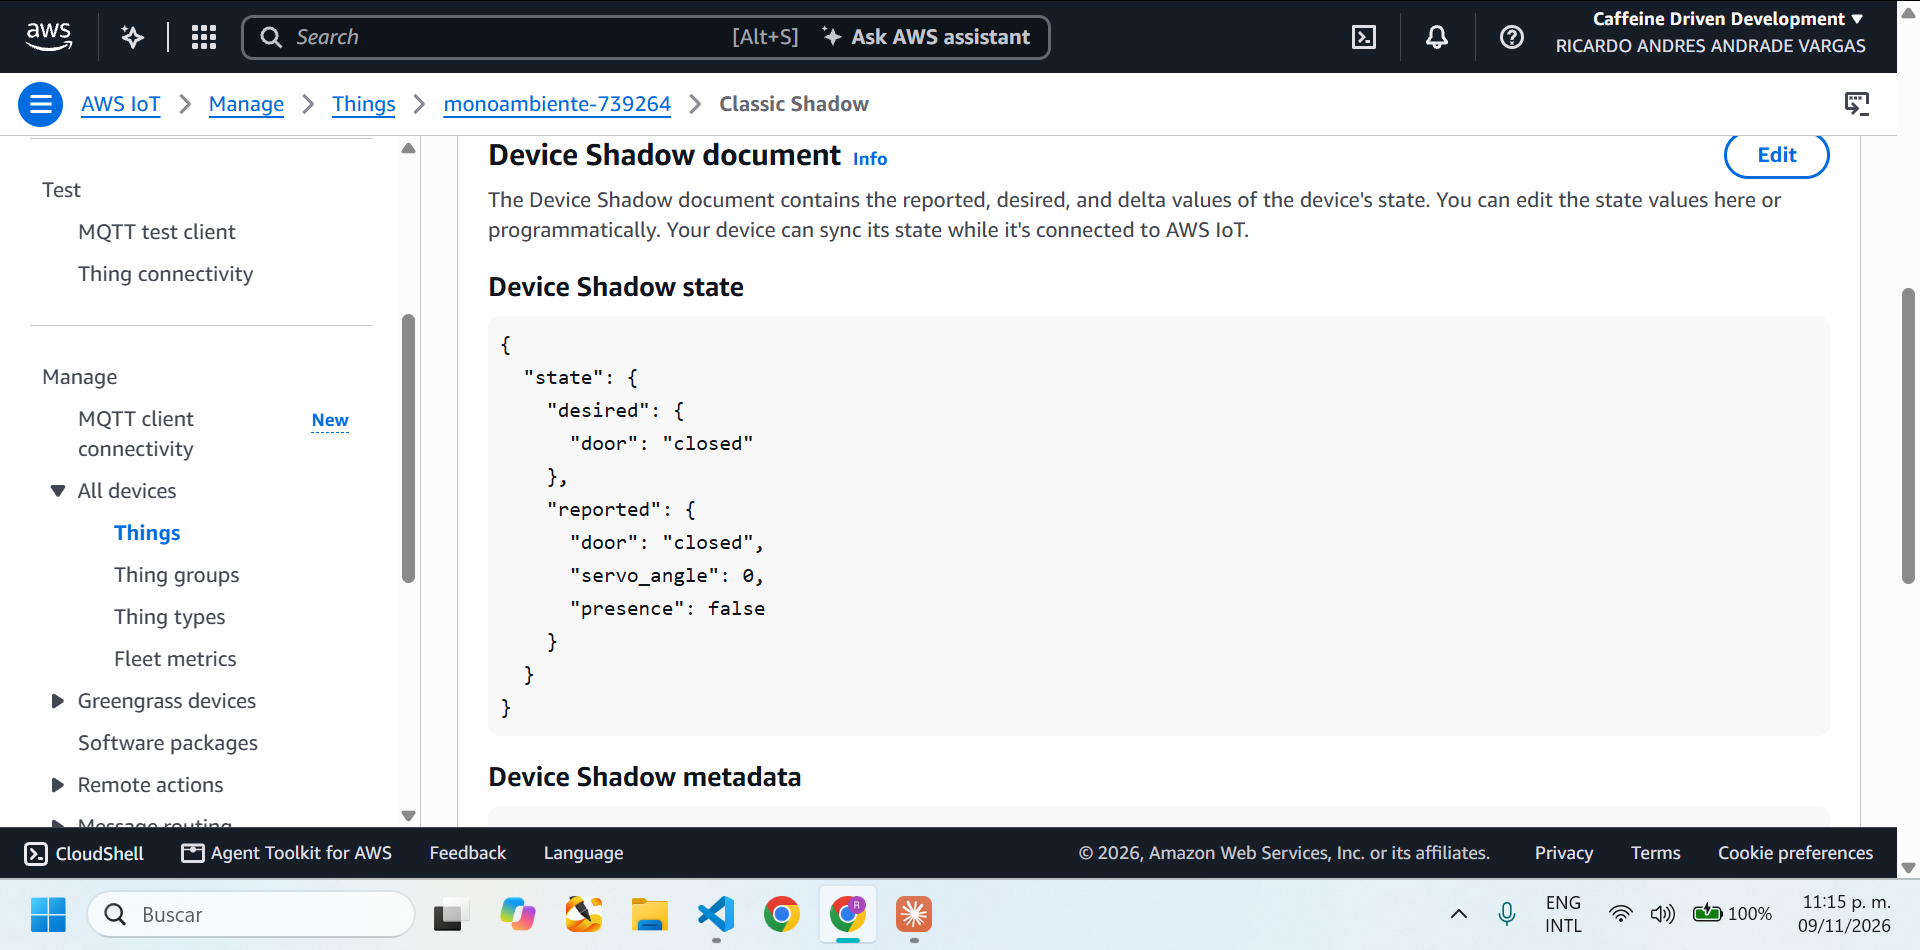 aws
Search
[Alt+S]
Ask AWS assistant
Caffeine Driven Development ▼
RICARDO ANDRES ANDRADE VARGAS
AWS IoT > Manage > Things > monoambiente-739264 > Classic Shadow
Test
MQTT test client
Thing connectivity
Manage
MQTT client connectivity
New
All devices
Things
Thing groups
Thing types
Fleet metrics
Greengrass devices
Software packages
Remote actions
Message routing
Device Shadow document Info
Edit
The Device Shadow document contains the reported, desired, and delta values of the device's state. You can edit the state values here or
programmatically. Your device can sync its state while it's connected to AWS IoT.
Device Shadow state
{
  "state": {
    "desired": {
      "door": "closed"
    },
    "reported": {
      "door": "closed",
      "servo_angle": 0,
      "presence": false
    }
  }
}
Device Shadow metadata
CloudShell
Agent Toolkit for AWS
Feedback
Language
© 2026, Amazon Web Services, Inc. or its affiliates.
Privacy
Terms
Cookie preferences
Buscar
R
ENG
INTL
100%
11:15 p. m.
09/11/2026